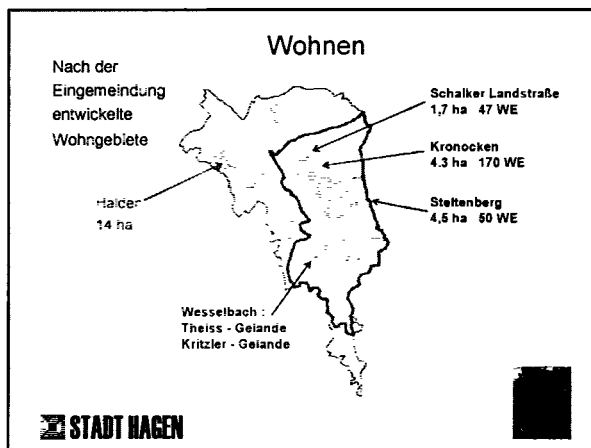 Wohnen
Nach der
Eingemeindung
entwickelte
Wohngebiete
Schalker Landstraße
1,7 ha 47 WE
Kronocken
4.3 ha 170 WE
Steltenberg
4,5 ha 50 WE
Halden
14 ha
Wesselbach :
Theiss - Gelände
Kritzler - Gelände
STADT HAGEN